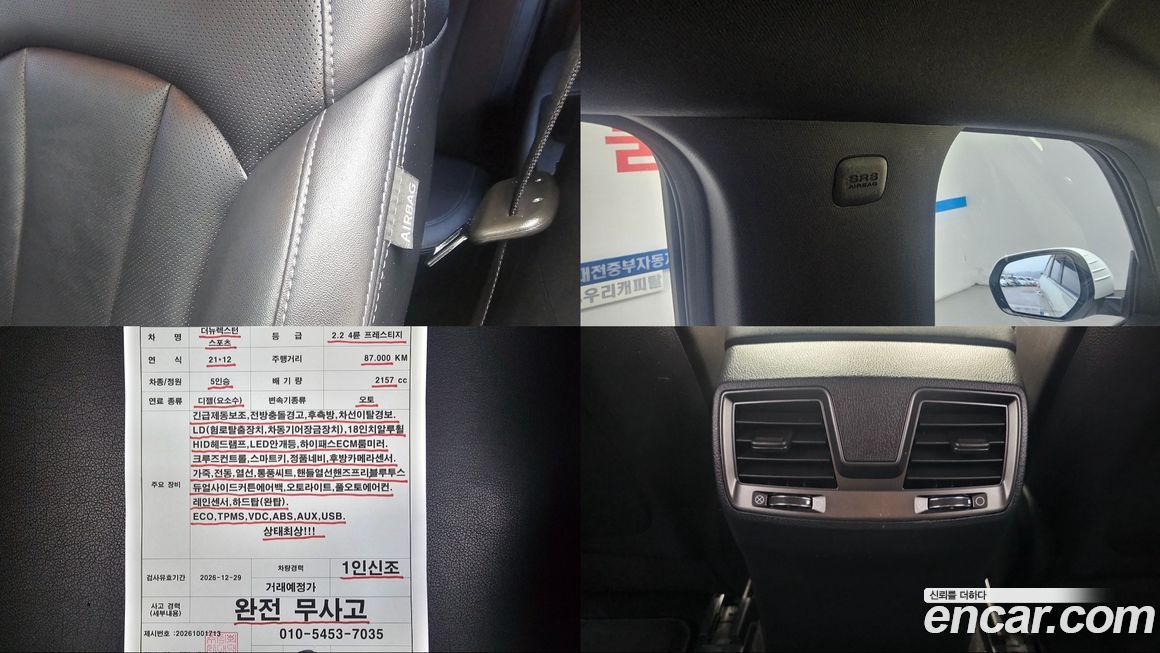 AIRBAG
SRS
AIRBAG
대전중부자동차
우리캐피탈
차 명
더뉴렉스턴
스포츠
등 급
2.2 4륜 프레스티지
연 식
21•12
주행거리
87.000 KM
차종/정원
5인승
배 기 량
2157 cc
연료 종류
디젤(요소수)
변속기종류
오토
주요 장비
긴급제동보조,전방충돌경고,후측방,차선이탈경보.
LD(험로탈출장치,차동기어장금장치),18인치알루휠
HID헤드램프,LED안개등,하이패스ECM룸미러.
크루즈컨트롤,스마트키,정품네비,후방카메라센서.
가죽,전동,열선,통풍씨트,핸들열선핸즈프리블루투스
듀얼사이드커튼에어백,오토라이트,풀오토에어컨.
레인센서,하드탑(완탑).
ECO,TPMS,VDC,ABS,AUX,USB.
상태최상!!!
검사유효기간
2026-12-29
차량경력
1인신조
거래예정가
사고 경력
(세부내용)
완전 무사고
제시번호 :20261001713
010-5453-7035
신뢰를 더하다
encar.com